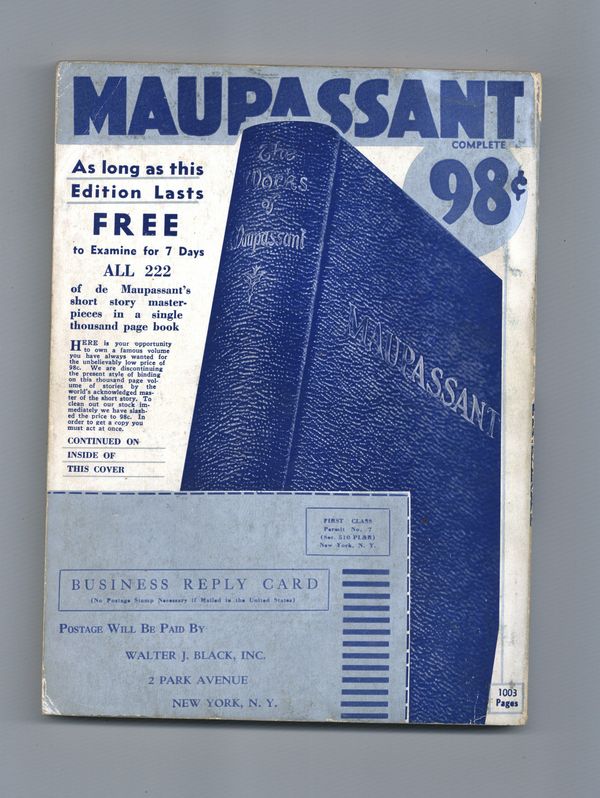 MAUPASSANT
COMPLETE
98¢
As long as this
Edition Lasts
FREE
to Examine for 7 Days
ALL 222
of de Maupassant's
short story master-
pieces in a single
thousand page book
HERE is your opportunity
to own a famous volume
you have always wanted for
the unbelievably low price of
98c. We are discontinuing
the present style of binding
on this thousand page vol-
ume of stories by the
world's acknowledged mas-
ter of the short story. To
clean out our stock im-
mediately we have slash-
ed the price to 98c. In
order to get a copy you
must act at once.
CONTINUED ON
INSIDE OF
THIS COVER
The
Works
of
Maupassant
MAUPASSANT
FIRST CLASS
Permit No. 7
(Sec. 510 PL&R)
New York, N. Y.
BUSINESS REPLY CARD
(No Postage Stamp Necessary if Mailed in the United States)
POSTAGE WILL BE PAID BY
WALTER J. BLACK, INC.
2 PARK AVENUE
NEW YORK, N. Y.
1003
Pages